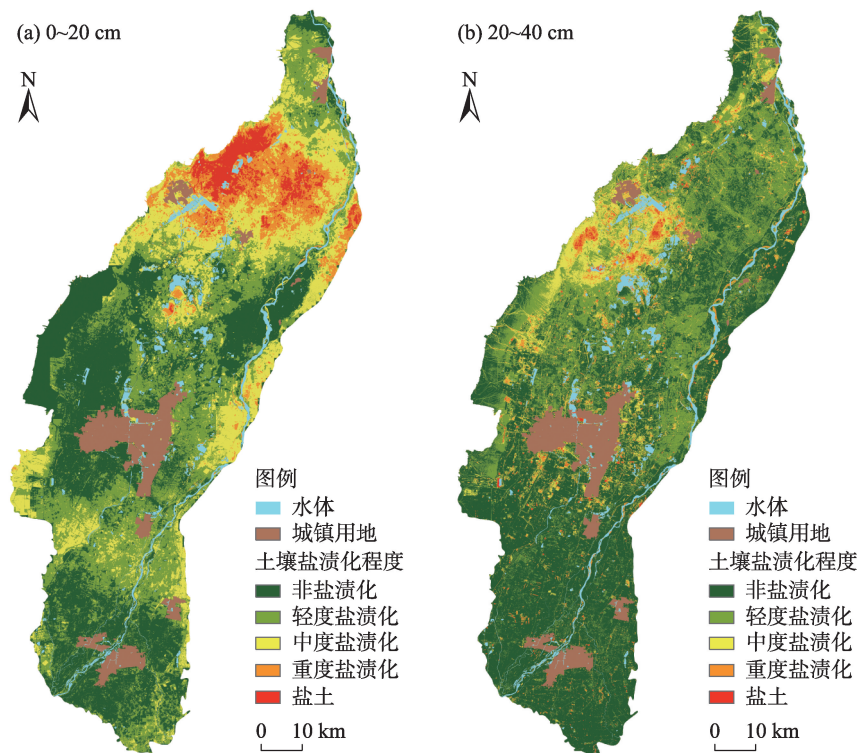 (a) 0~20 cm
N
图例
水体
城镇用地
土壤盐渍化程度
非盐渍化
轻度盐渍化
中度盐渍化
重度盐渍化
盐土
0 10 km
(b) 20~40 cm
N
图例
水体
城镇用地
土壤盐渍化程度
非盐渍化
轻度盐渍化
中度盐渍化
重度盐渍化
盐土
0 10 km